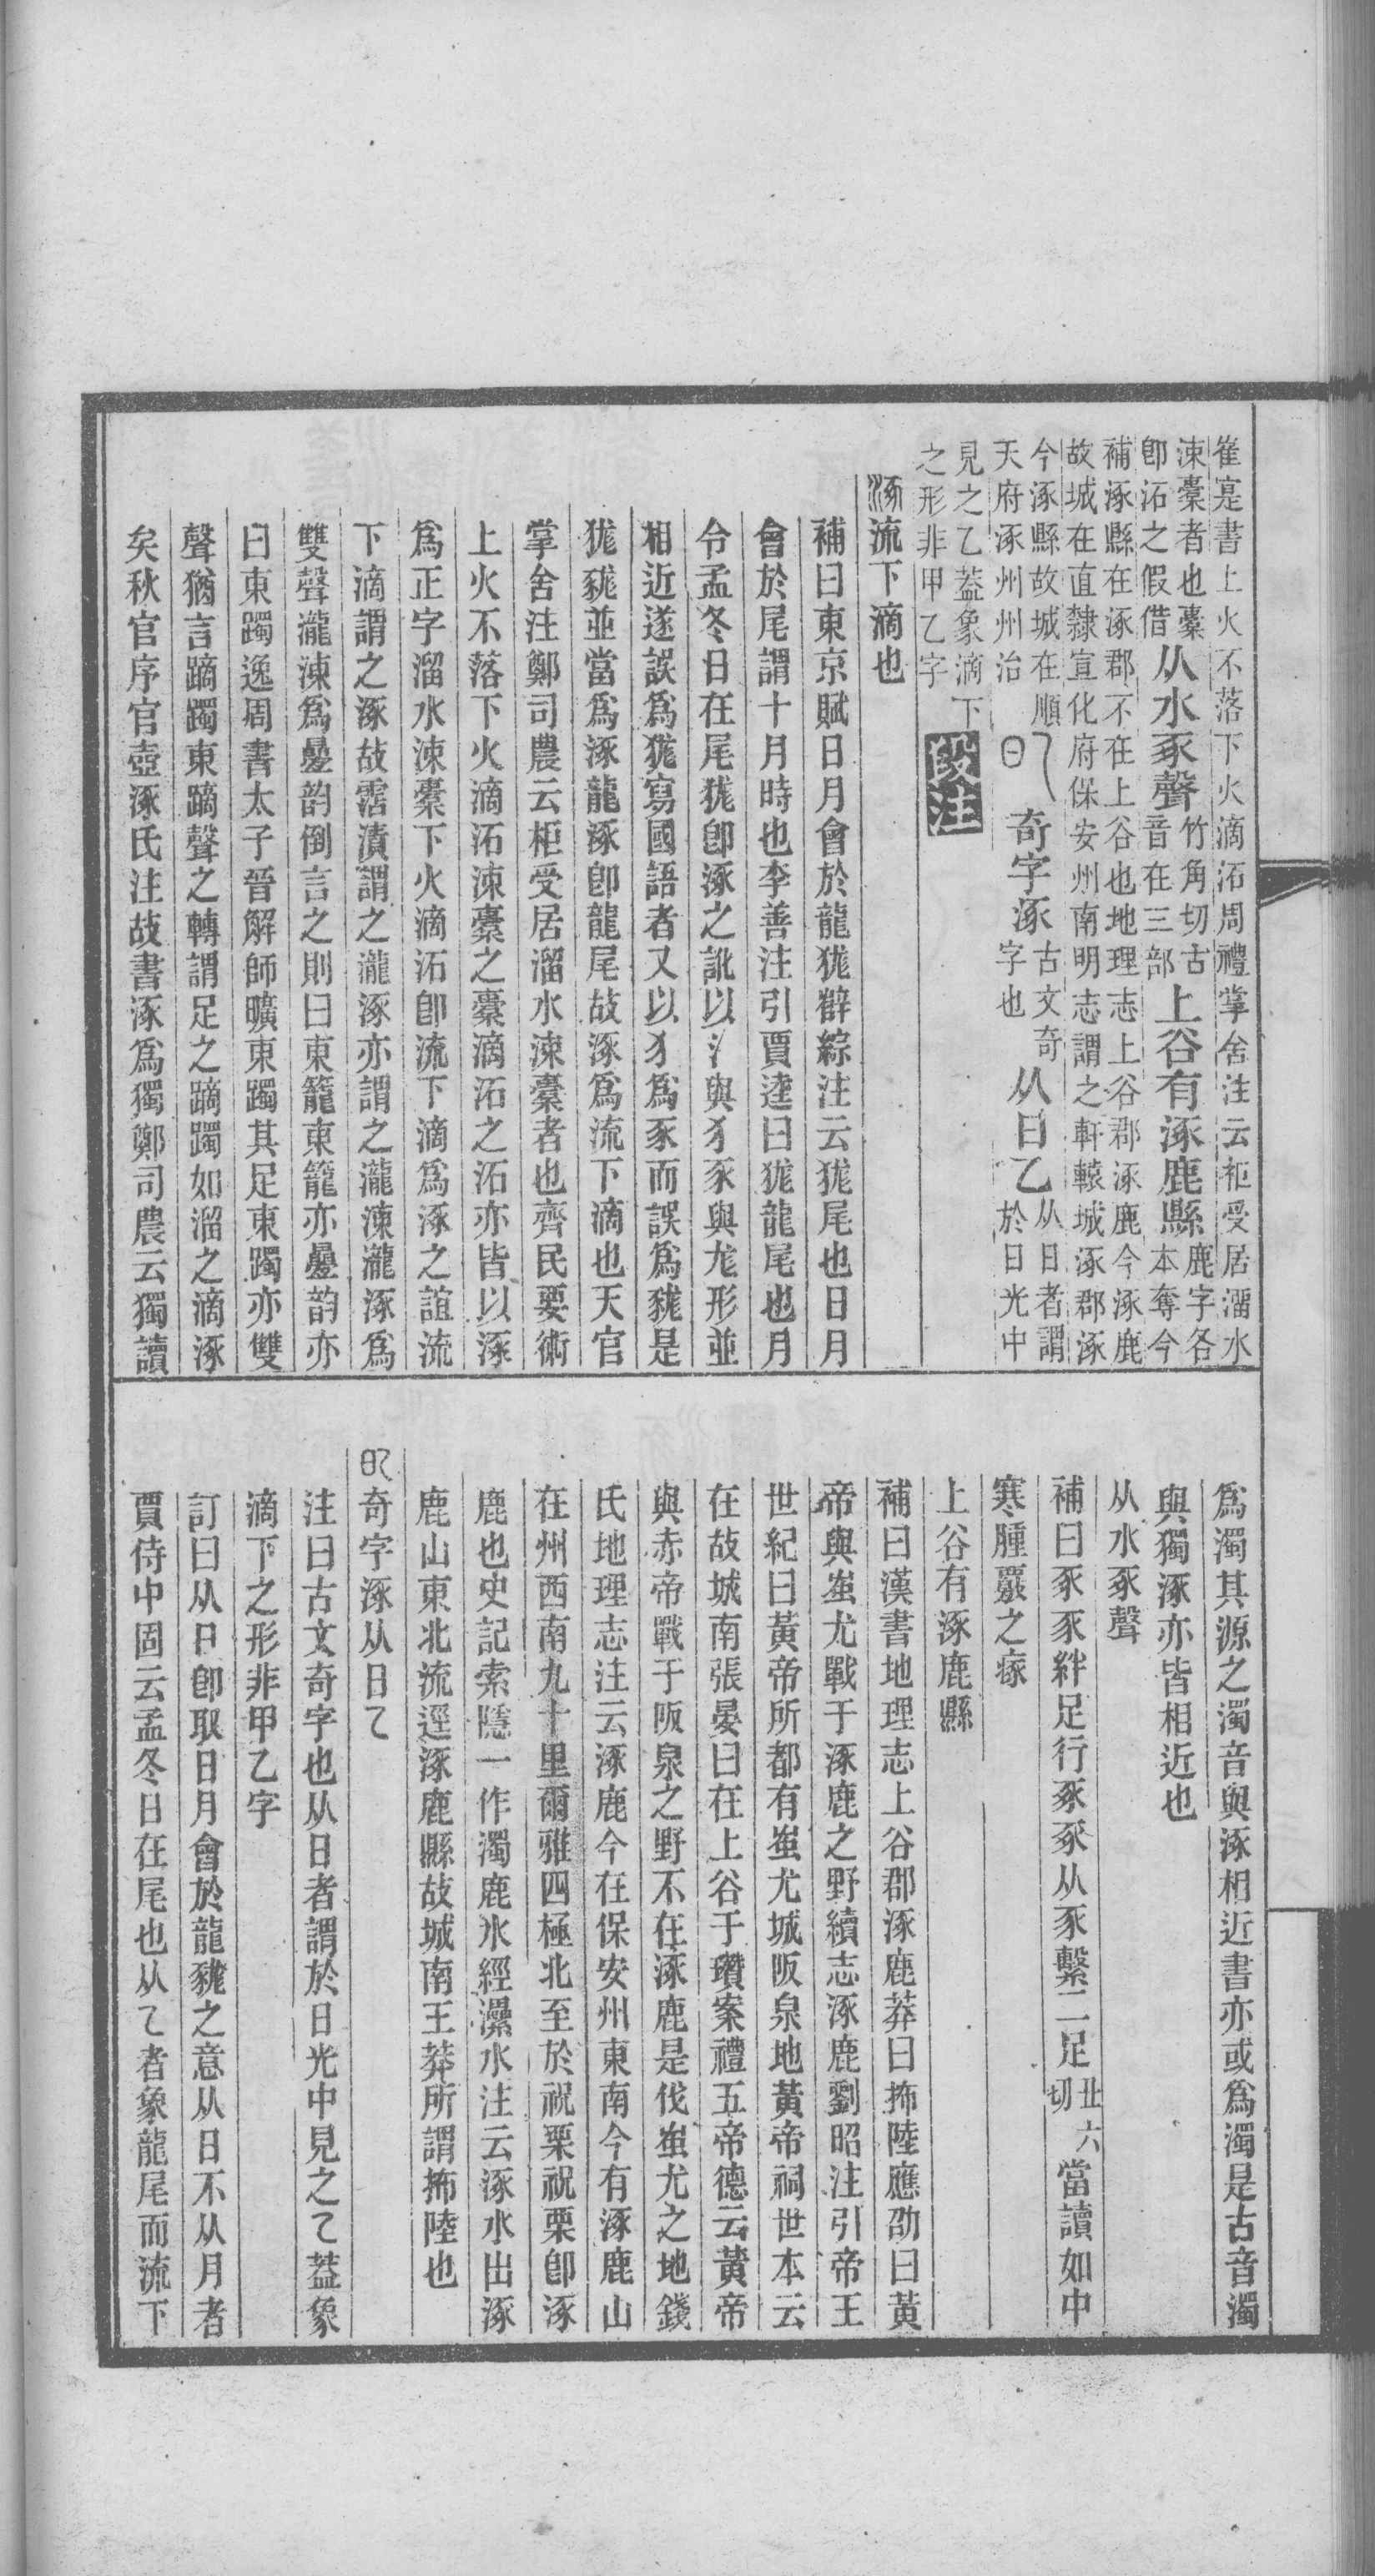 崔寔書上火不落下火滴沰周禮掌舍注云柜受居溜水
涑橐者也橐
卽沰之假借
从水豖聲
竹角切古
音在三部
上谷有涿鹿縣
鹿字各
本奪今
補涿縣在涿郡不在上谷也地理志上谷郡涿鹿今涿鹿
故城在直隸宣化府保安州南明志謂之軒轅城涿郡涿
今涿縣故城在順
天府涿州州治
奇字涿
古文奇
字也
从日乙
从日者謂
於日光中
見之乙葢象滴下
之形非甲乙字
段注
涿流下滴也
補曰東京賦日月會於龍狵薛綜注云狵尾也日月
會於尾謂十月時也李善注引賈逵曰狵龍尾也月
令孟冬日在尾狵卽涿之訛以氵與犭豖與尨形並
相近遂誤爲狵寫國語者又以犭爲豕而誤爲豵是
狵豵並當爲涿龍涿卽龍尾故涿爲流下滴也天官
掌舍注鄭司農云柜受居溜水涑橐者也齊民要術
上火不落下火滴沰涑橐之橐滴沰之沰亦皆以涿
爲正字溜水涑橐下火滴沰卽流下滴爲涿之誼流
下滴謂之涿故霑漬謂之瀧涿亦謂之瀧涷瀧涿爲
雙聲瀧涷爲疊韵倒言之則曰東籠東籠亦疊韵亦
曰東躅逸周書太子晉解師曠東躅其足東躅亦雙
聲猶言蹢躅東蹢聲之轉謂足之蹢躅如溜之滴涿
矣秋官序官壺涿氏注故書涿爲獨鄭司農云獨讀
爲濁其源之濁音與涿相近書亦或爲濁是古音濁
與獨涿亦皆相近也
从水豖聲
補曰豖豖絆足行豖豖从豕繫二足
丑六
切
當讀如中
寒腫覈之瘃
上谷有涿鹿縣
補曰漢書地理志上谷郡涿鹿莽曰抪陸應劭曰黃
帝與蚩尤戰于涿鹿之野續志涿鹿劉昭注引帝王
世紀曰黃帝所都有蚩尤城阪泉地黃帝祠世本云
在故城南張晏曰在上谷于瓚案禮五帝德云黃帝
與赤帝戰于阪泉之野不在涿鹿是伐蚩尤之地錢
氏地理志注云涿鹿今在保安州東南今有涿鹿山
在州西南九十里爾雅四極北至於祝栗祝栗卽涿
鹿也史記索隱一作濁鹿水經㶟水注云涿水出涿
鹿山東北流逕涿鹿縣故城南王莽所謂抪陸也
奇字涿从日乙
注曰古文奇字也从日者謂於日光中見之乙葢象
滴下之形非甲乙字
訂曰从日卽取日月會於龍豵之意从日不从月者
賈侍中固云孟冬日在尾也从乙者象龍尾而流下